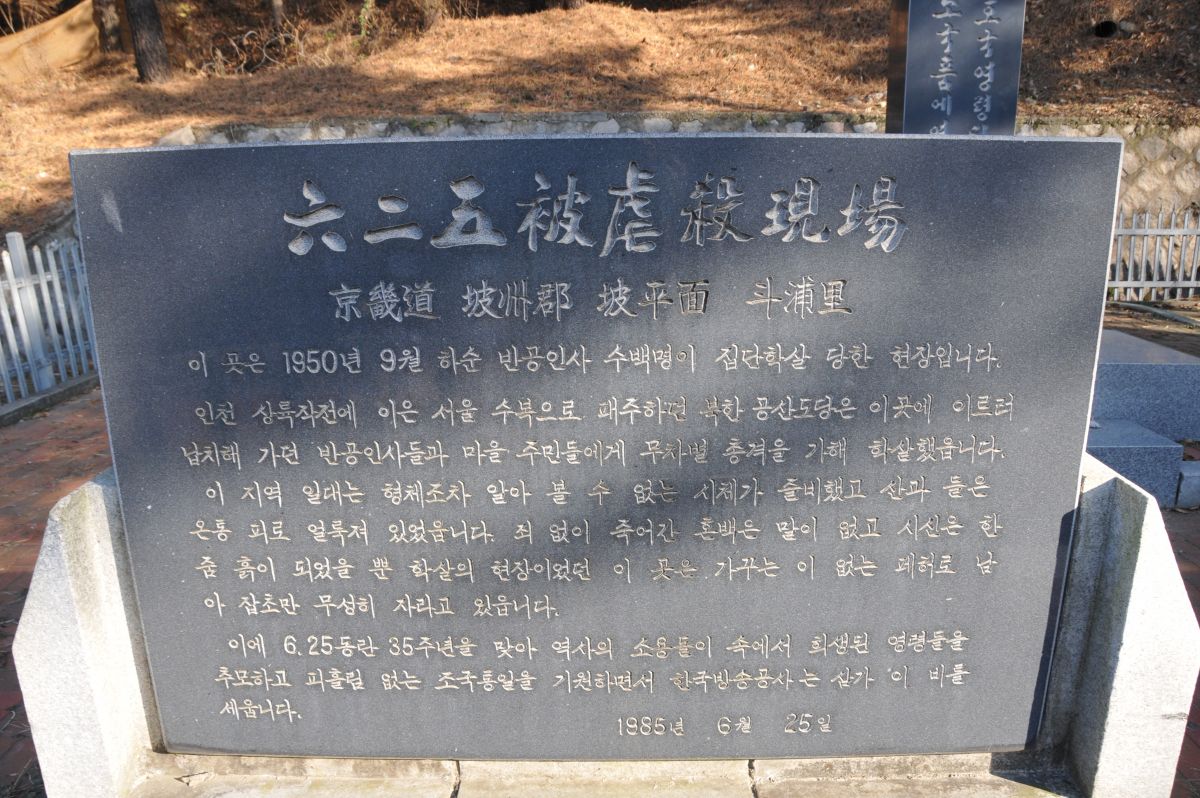 조국영령
조국품에
六二五被虐殺現場
京畿道 坡州郡 坡平面 斗浦里
이 곳은 1950년 9월 하순 반공인사 수백명이 집단학살 당한 현장입니다.
인천 상륙작전에 이은 서울 수복으로 패주하던 북한 공산도당은 이곳에 이르러
납치해 가던 반공인사들과 마을 주민들에게 무차별 총격을 가해 학살했읍니다.
이 지역 일대는 형체조차 알아 볼 수 없는 시체가 즐비했고 산과 들은
온통 피로 얼룩져 있었읍니다. 죄 없이 죽어간 혼백은 말이 없고 시신은 한
줌 흙이 되었을 뿐 학살의 현장이었던 이 곳은 가꾸는 이 없는 폐허로 남
아 잡초만 무성히 자라고 있읍니다.
이에 6.25동란 35주년을 맞아 역사의 소용돌이 속에서 희생된 영령들을
추모하고 피흘림 없는 조국통일을 기원하면서 한국방송공사는 삼가 이 비를
세웁니다.
1985년 6월 25일